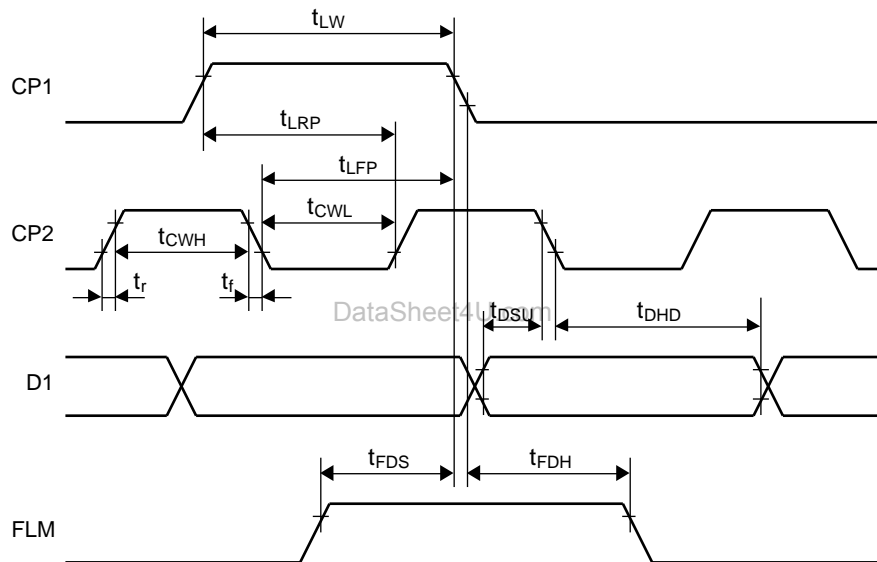 tLW
CP1
tLRP
tLFP
tCWL
CP2
tCWH
tr
tf
DataSheet4U.com
tDSU
tDHD
D1
tFDS
tFDH
FLM